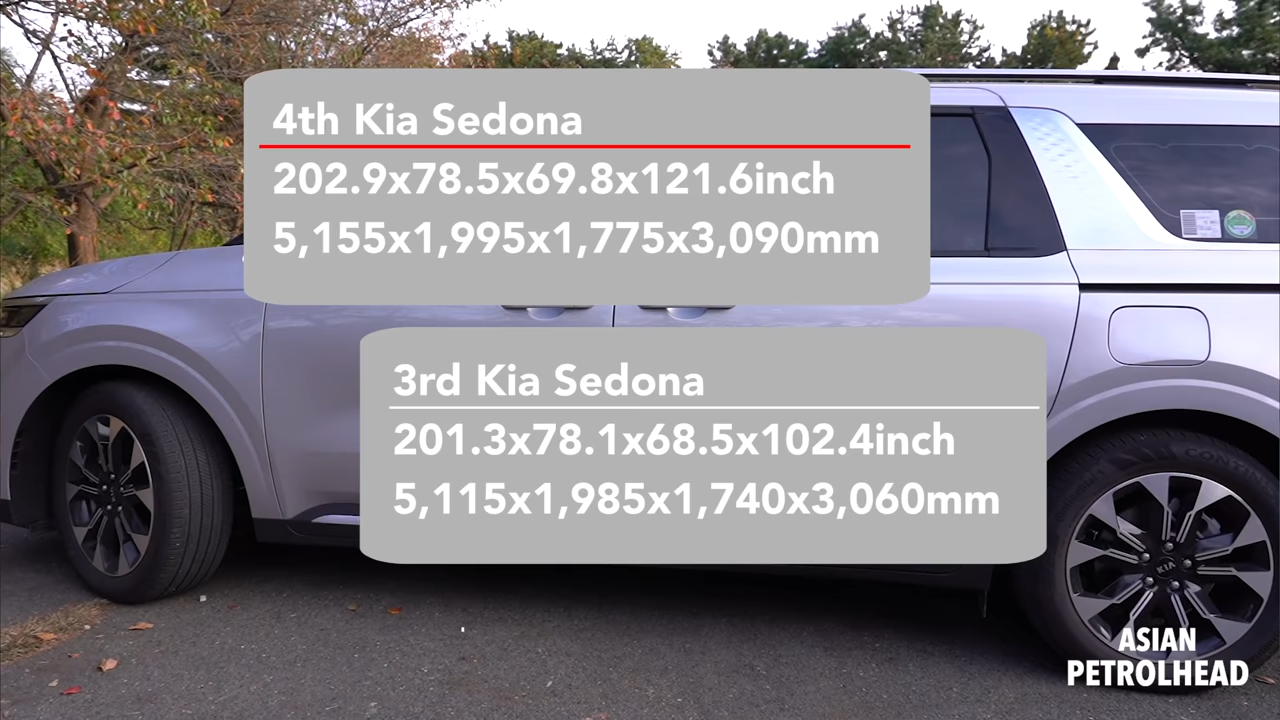 4th Kia Sedona
202.9x78.5x69.8x121.6inch
5,155x1,995x1,775x3,090mm
3rd Kia Sedona
201.3x78.1x68.5x102.4inch
5,115x1,985x1,740x3,060mm
KIA
ASIAN
PETROLHEAD